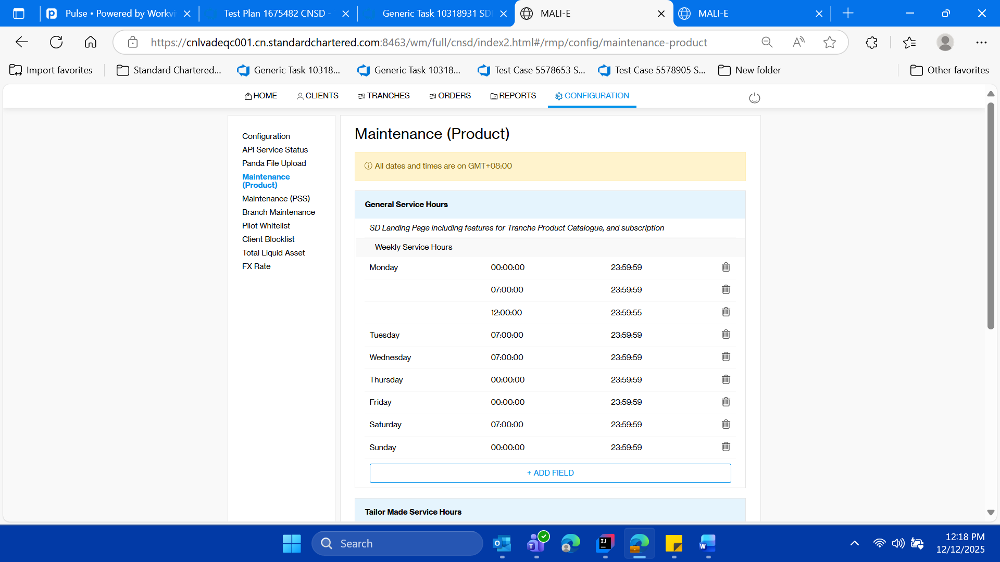 Pulse • Powered by Workvi
Test Plan 1675482 CNSD -
Generic Task 10318931 SD
MALI-E
MALI-E
https://cnlvadeqc001.cn.standardchartered.com:8463/wm/full/cnsd/index2.html#/rmp/config/maintenance-product
Import favorites
Standard Chartered...
Generic Task 10318...
Generic Task 10318...
Test Case 5578653 S...
Test Case 5578905 S...
New folder
Other favorites
HOME
CLIENTS
TRANCHES
ORDERS
REPORTS
CONFIGURATION
Configuration
API Service Status
Panda File Upload
Maintenance
(Product)
Maintenance (PSS)
Branch Maintenance
Pilot Whitelist
Client Blocklist
Total Liquid Asset
FX Rate
Maintenance (Product)
All dates and times are on GMT+08:00
General Service Hours
SD Landing Page including features for Tranche Product Catalogue, and subscription
Weekly Service Hours
Monday 00:00:00 23:59:59
07:00:00 23:59:59
12:00:00 23:59:55
Tuesday 07:00:00 23:59:59
Wednesday 07:00:00 23:59:59
Thursday 00:00:00 23:59:59
Friday 00:00:00 23:59:59
Saturday 07:00:00 23:59:59
Sunday 00:00:00 23:59:59
+ ADD FIELD
Tailor Made Service Hours
Search
12:18 PM
12/12/2025